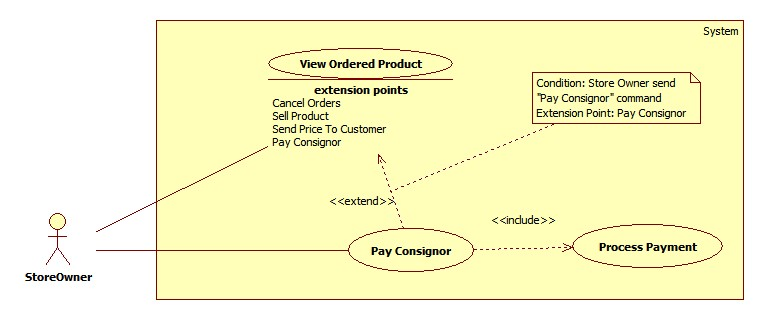 System
View Ordered Product
extension points
Cancel Orders
Sell Product
Send Price To Customer
Pay Consignor
Condition: Store Owner send
"Pay Consignor" command
Extension Point: Pay Consignor
<<extend>>
<<include>>
Pay Consignor
Process Payment
StoreOwner